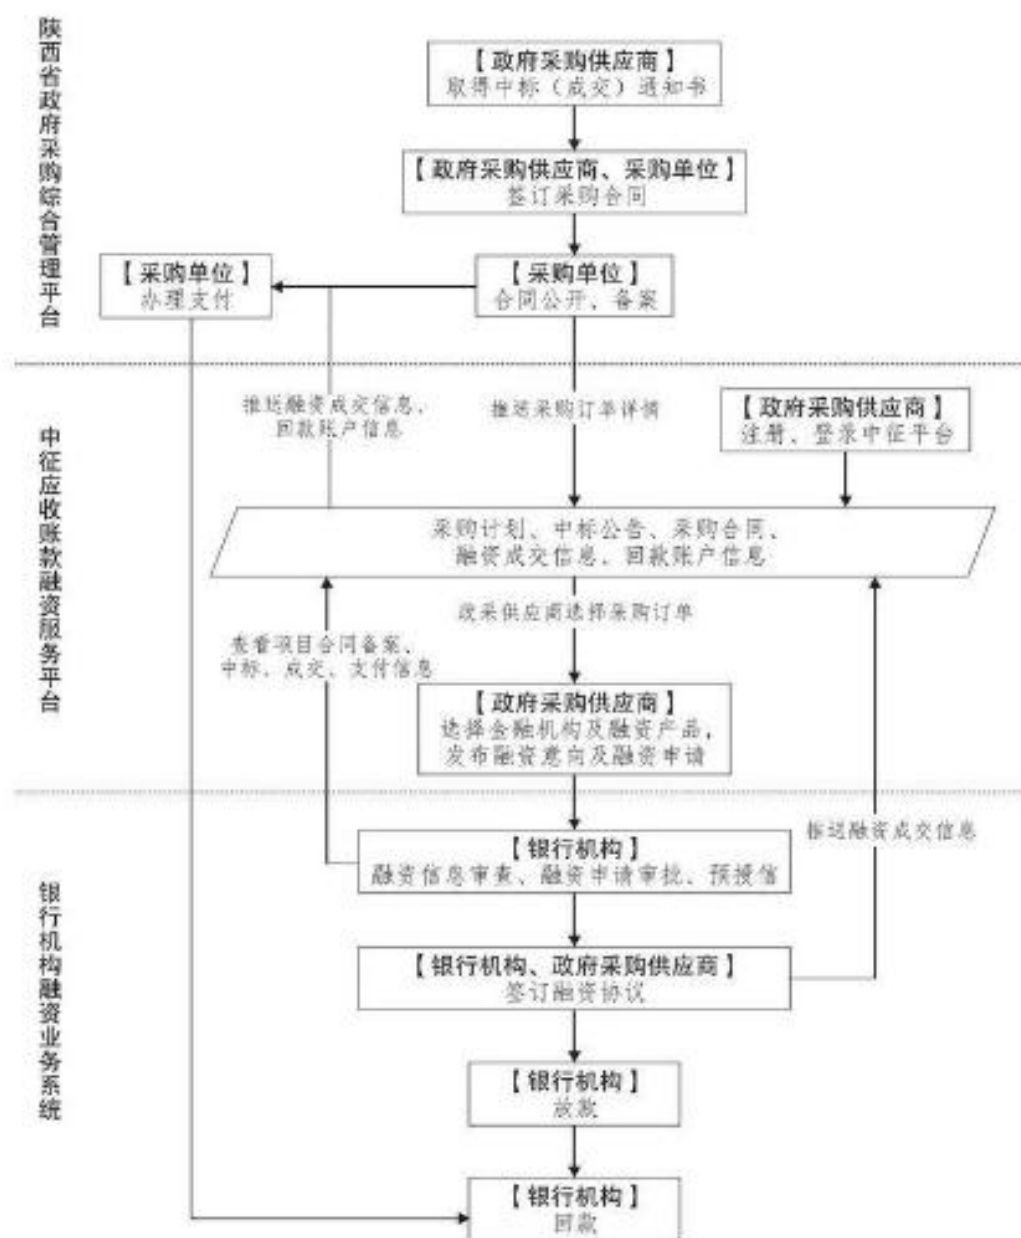 陕西省政府采购综合管理平台
【政府采购供应商】
取得中标（成交）通知书
【政府采购供应商、采购单位】
签订采购合同
【采购单位】
办理支付
【采购单位】
合同公开、备案
中征应收账款融资服务平台
推送融资成交信息、
回款账户信息
推送采购订单详情
【政府采购供应商】
注册、登录中征平台
采购计划、中标公告、采购合同、
融资成交信息、回款账户信息
政采供应商选择采购订单
查看项目合同备案、
中标、成交、支付信息
【政府采购供应商】
选择金融机构及融资产品，
发布融资意向及融资申请
银行机构融资业务系统
推送融资成交信息
【银行机构】
融资信息审查、融资申请审批、预授信
【银行机构、政府采购供应商】
签订融资协议
【银行机构】
放款
【银行机构】
回款